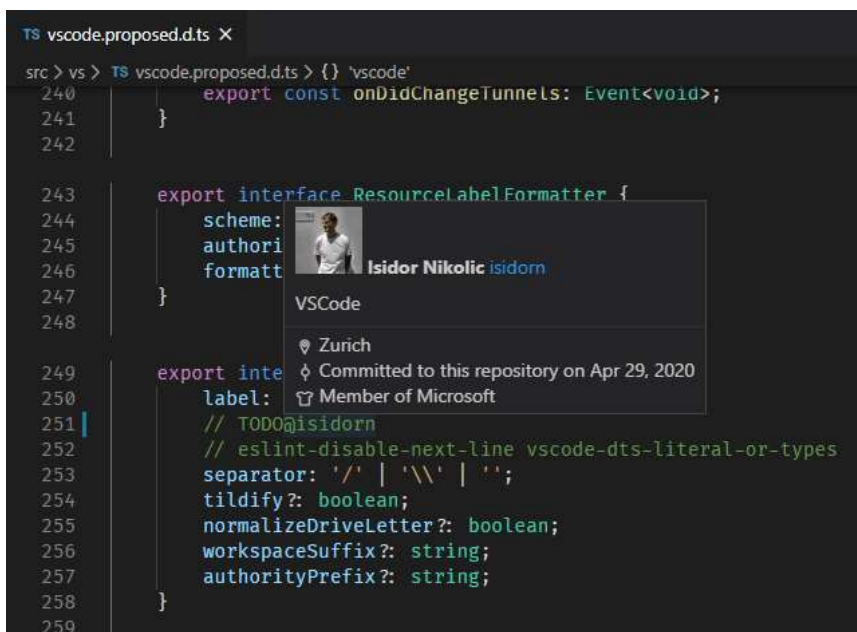 TS vscode.proposed.d.ts ×
src > vs > TS vscode.proposed.d.ts > {} 'vscode'
240 export const onDidChangeTunnels: Event<void>;
241 }
242
243 export interface ResourceLabelFormatter {
244 scheme:
245 authori
246 formatt
Isidor Nikolic isidorn
247 }
VSCode
248
Zurich
249 export inte
Committed to this repository on Apr 29, 2020
250 label:
Member of Microsoft
251 // TODO@isidorn
252 // eslint-disable-next-line vscode-dts-literal-or-types
253 separator: '/' | '\\' | '';
254 tildify?: boolean;
255 normalizeDriveLetter?: boolean;
256 workspaceSuffix?: string;
257 authorityPrefix?: string;
258 }
259